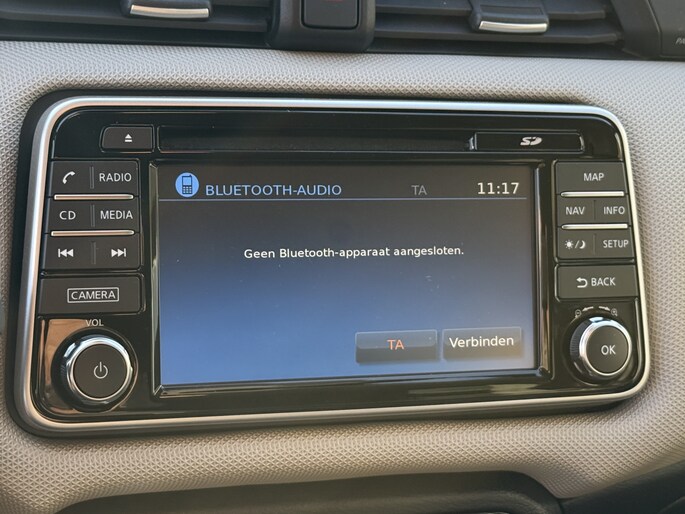 SD
RADIO
CD
MEDIA
CAMERA
VOL
BLUETOOTH-AUDIO
TA
11:17
Geen Bluetooth-apparaat aangesloten.
TA
Verbinden
MAP
NAV
INFO
SETUP
BACK
OK